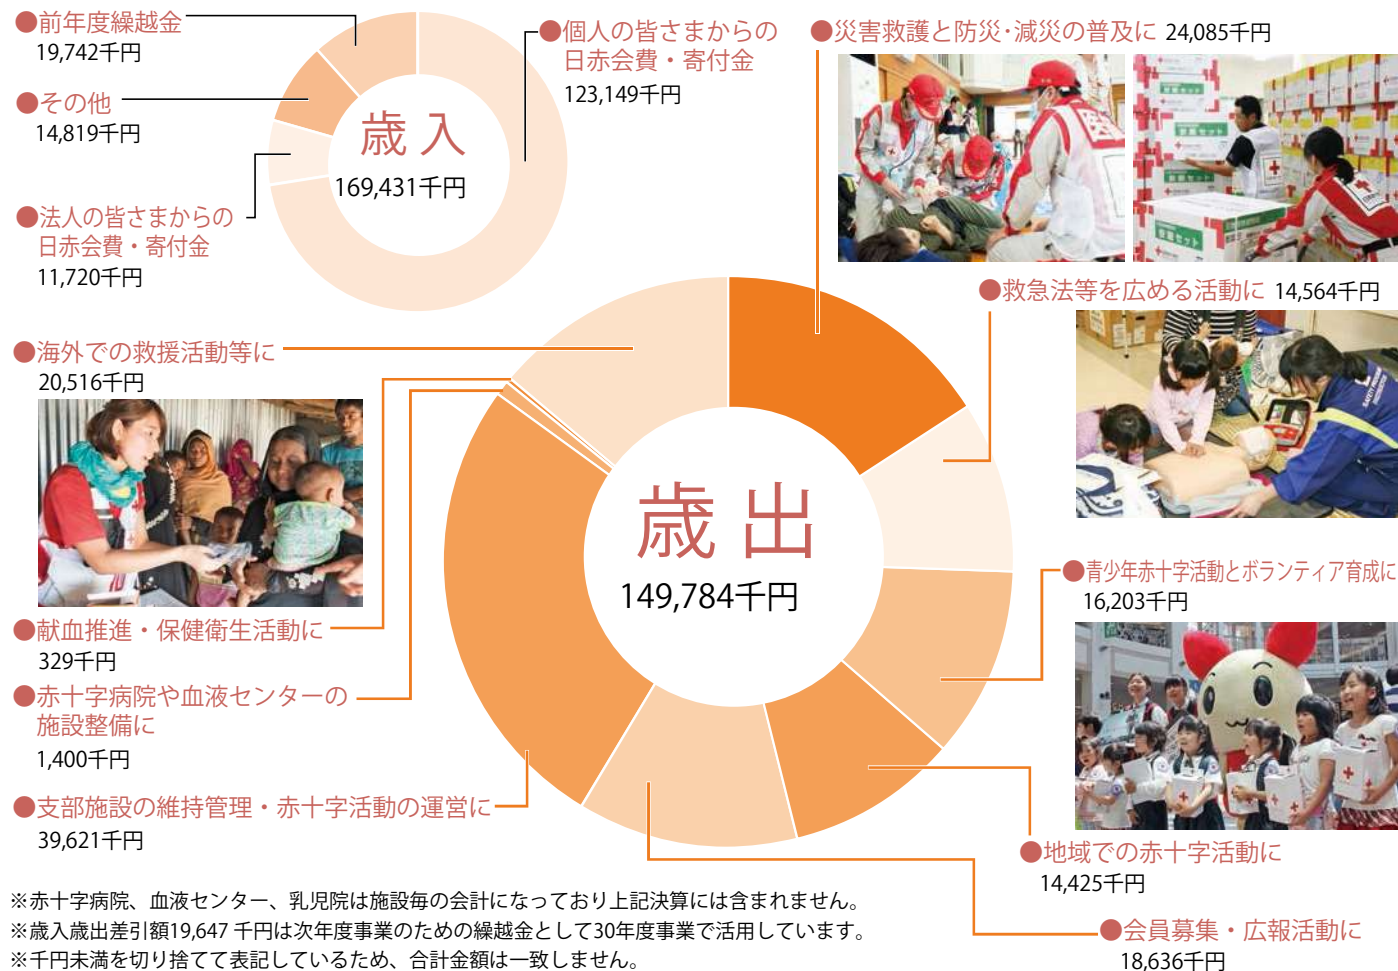 ●前年度繰越金
19,742千円
●その他
14,819千円
●法人の皆さまからの
日赤会費・寄付金
11,720千円
歳入
169,431千円
●個人の皆さまからの
日赤会費・寄付金
123,149千円
●災害救護と防災・減災の普及に 24,085千円
●救急法等を広める活動に 14,564千円
●青少年赤十字活動とボランティア育成に
16,203千円
●地域での赤十字活動に
14,425千円
●会員募集・広報活動に
18,636千円
歳出
149,784千円
●海外での救援活動等に
20,516千円
●献血推進・保健衛生活動に
329千円
●赤十字病院や血液センターの
施設整備に
1,400千円
●支部施設の維持管理・赤十字活動の運営に
39,621千円
※赤十字病院、血液センター、乳児院は施設毎の会計になっており上記決算には含まれません。
※歳入歳出差引額19,647 千円は次年度事業のための繰越金として30年度事業で活用しています。
※千円未満を切り捨てて表記しているため、合計金額は一致しません。